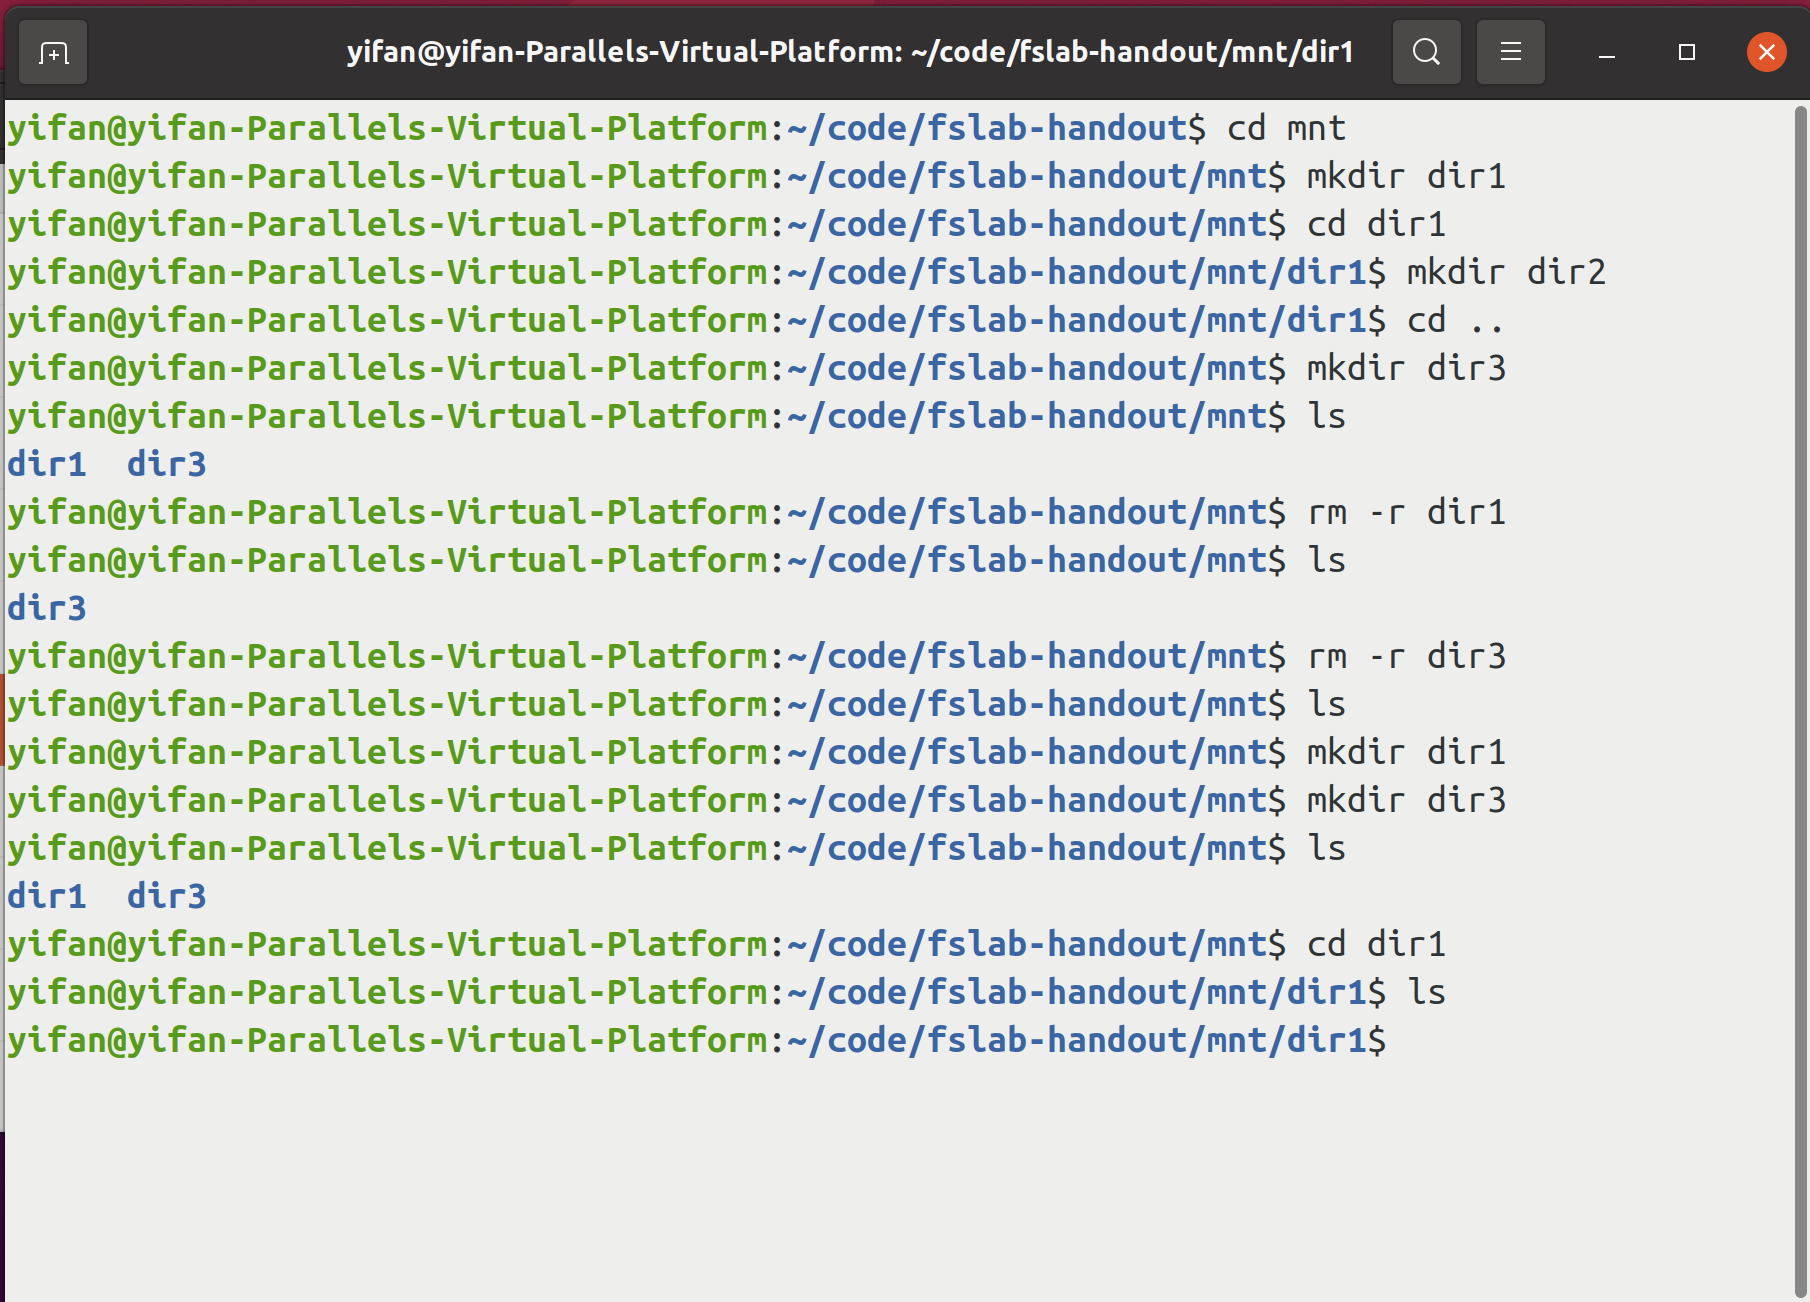 yifan@yifan-Parallels-Virtual-Platform: ~/code/fslab-handout/mnt/dir1
yifan@yifan-Parallels-Virtual-Platform:~/code/fslab-handout$ cd mnt
yifan@yifan-Parallels-Virtual-Platform:~/code/fslab-handout/mnt$ mkdir dir1
yifan@yifan-Parallels-Virtual-Platform:~/code/fslab-handout/mnt$ cd dir1
yifan@yifan-Parallels-Virtual-Platform:~/code/fslab-handout/mnt/dir1$ mkdir dir2
yifan@yifan-Parallels-Virtual-Platform:~/code/fslab-handout/mnt/dir1$ cd ..
yifan@yifan-Parallels-Virtual-Platform:~/code/fslab-handout/mnt$ mkdir dir3
yifan@yifan-Parallels-Virtual-Platform:~/code/fslab-handout/mnt$ ls
dir1  dir3
yifan@yifan-Parallels-Virtual-Platform:~/code/fslab-handout/mnt$ rm -r dir1
yifan@yifan-Parallels-Virtual-Platform:~/code/fslab-handout/mnt$ ls
dir3
yifan@yifan-Parallels-Virtual-Platform:~/code/fslab-handout/mnt$ rm -r dir3
yifan@yifan-Parallels-Virtual-Platform:~/code/fslab-handout/mnt$ ls
yifan@yifan-Parallels-Virtual-Platform:~/code/fslab-handout/mnt$ mkdir dir1
yifan@yifan-Parallels-Virtual-Platform:~/code/fslab-handout/mnt$ mkdir dir3
yifan@yifan-Parallels-Virtual-Platform:~/code/fslab-handout/mnt$ ls
dir1  dir3
yifan@yifan-Parallels-Virtual-Platform:~/code/fslab-handout/mnt$ cd dir1
yifan@yifan-Parallels-Virtual-Platform:~/code/fslab-handout/mnt/dir1$ ls
yifan@yifan-Parallels-Virtual-Platform:~/code/fslab-handout/mnt/dir1$